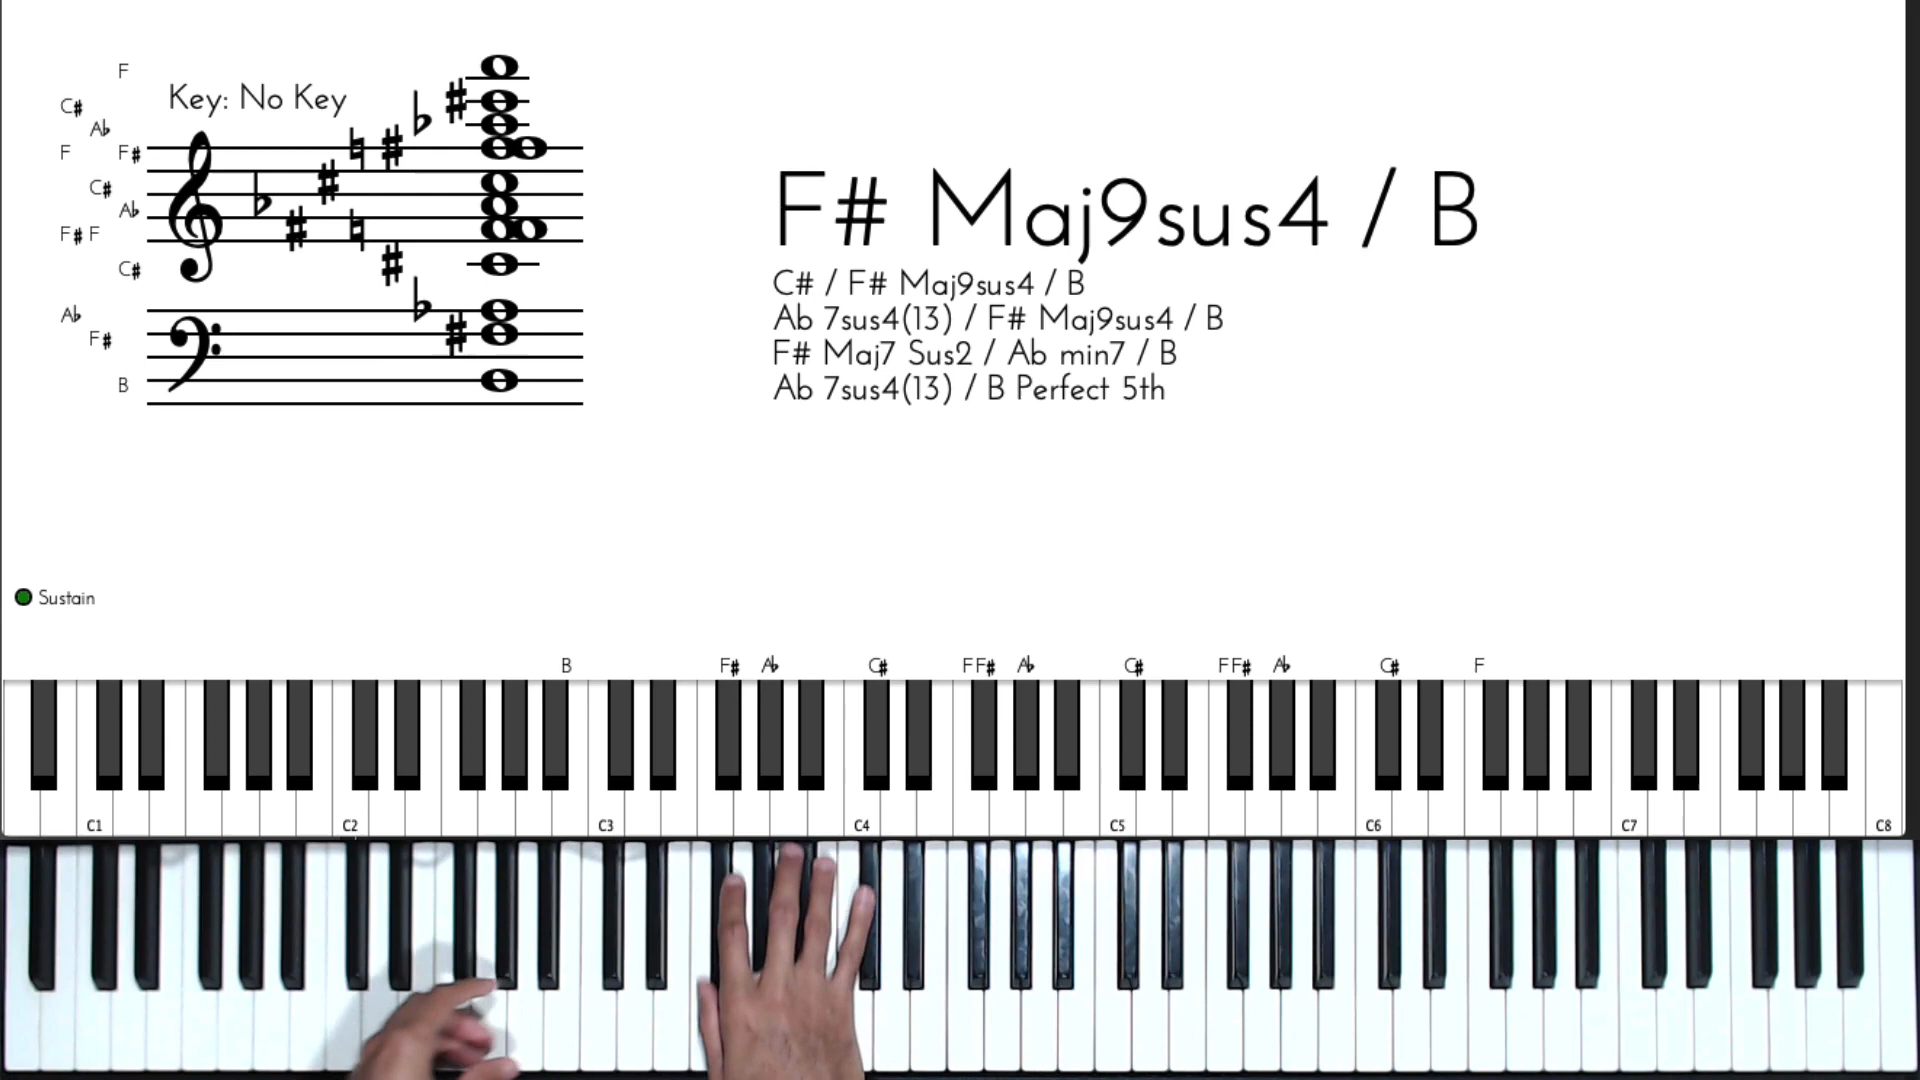 F
Key: No Key
C#
Ab
F F#
C#
Ab
F# F
C#
Ab
F#
B
F# Maj9sus4 / B
C# / F# Maj9sus4 / B
Ab 7sus4(13) / F# Maj9sus4 / B
F# Maj7 Sus2 / Ab min7 / B
Ab 7sus4(13) / B Perfect 5th
Sustain
B F# Ab C# F F# Ab C# F F# Ab C# F
C1 C2 C3 C4 C5 C6 C7 C8